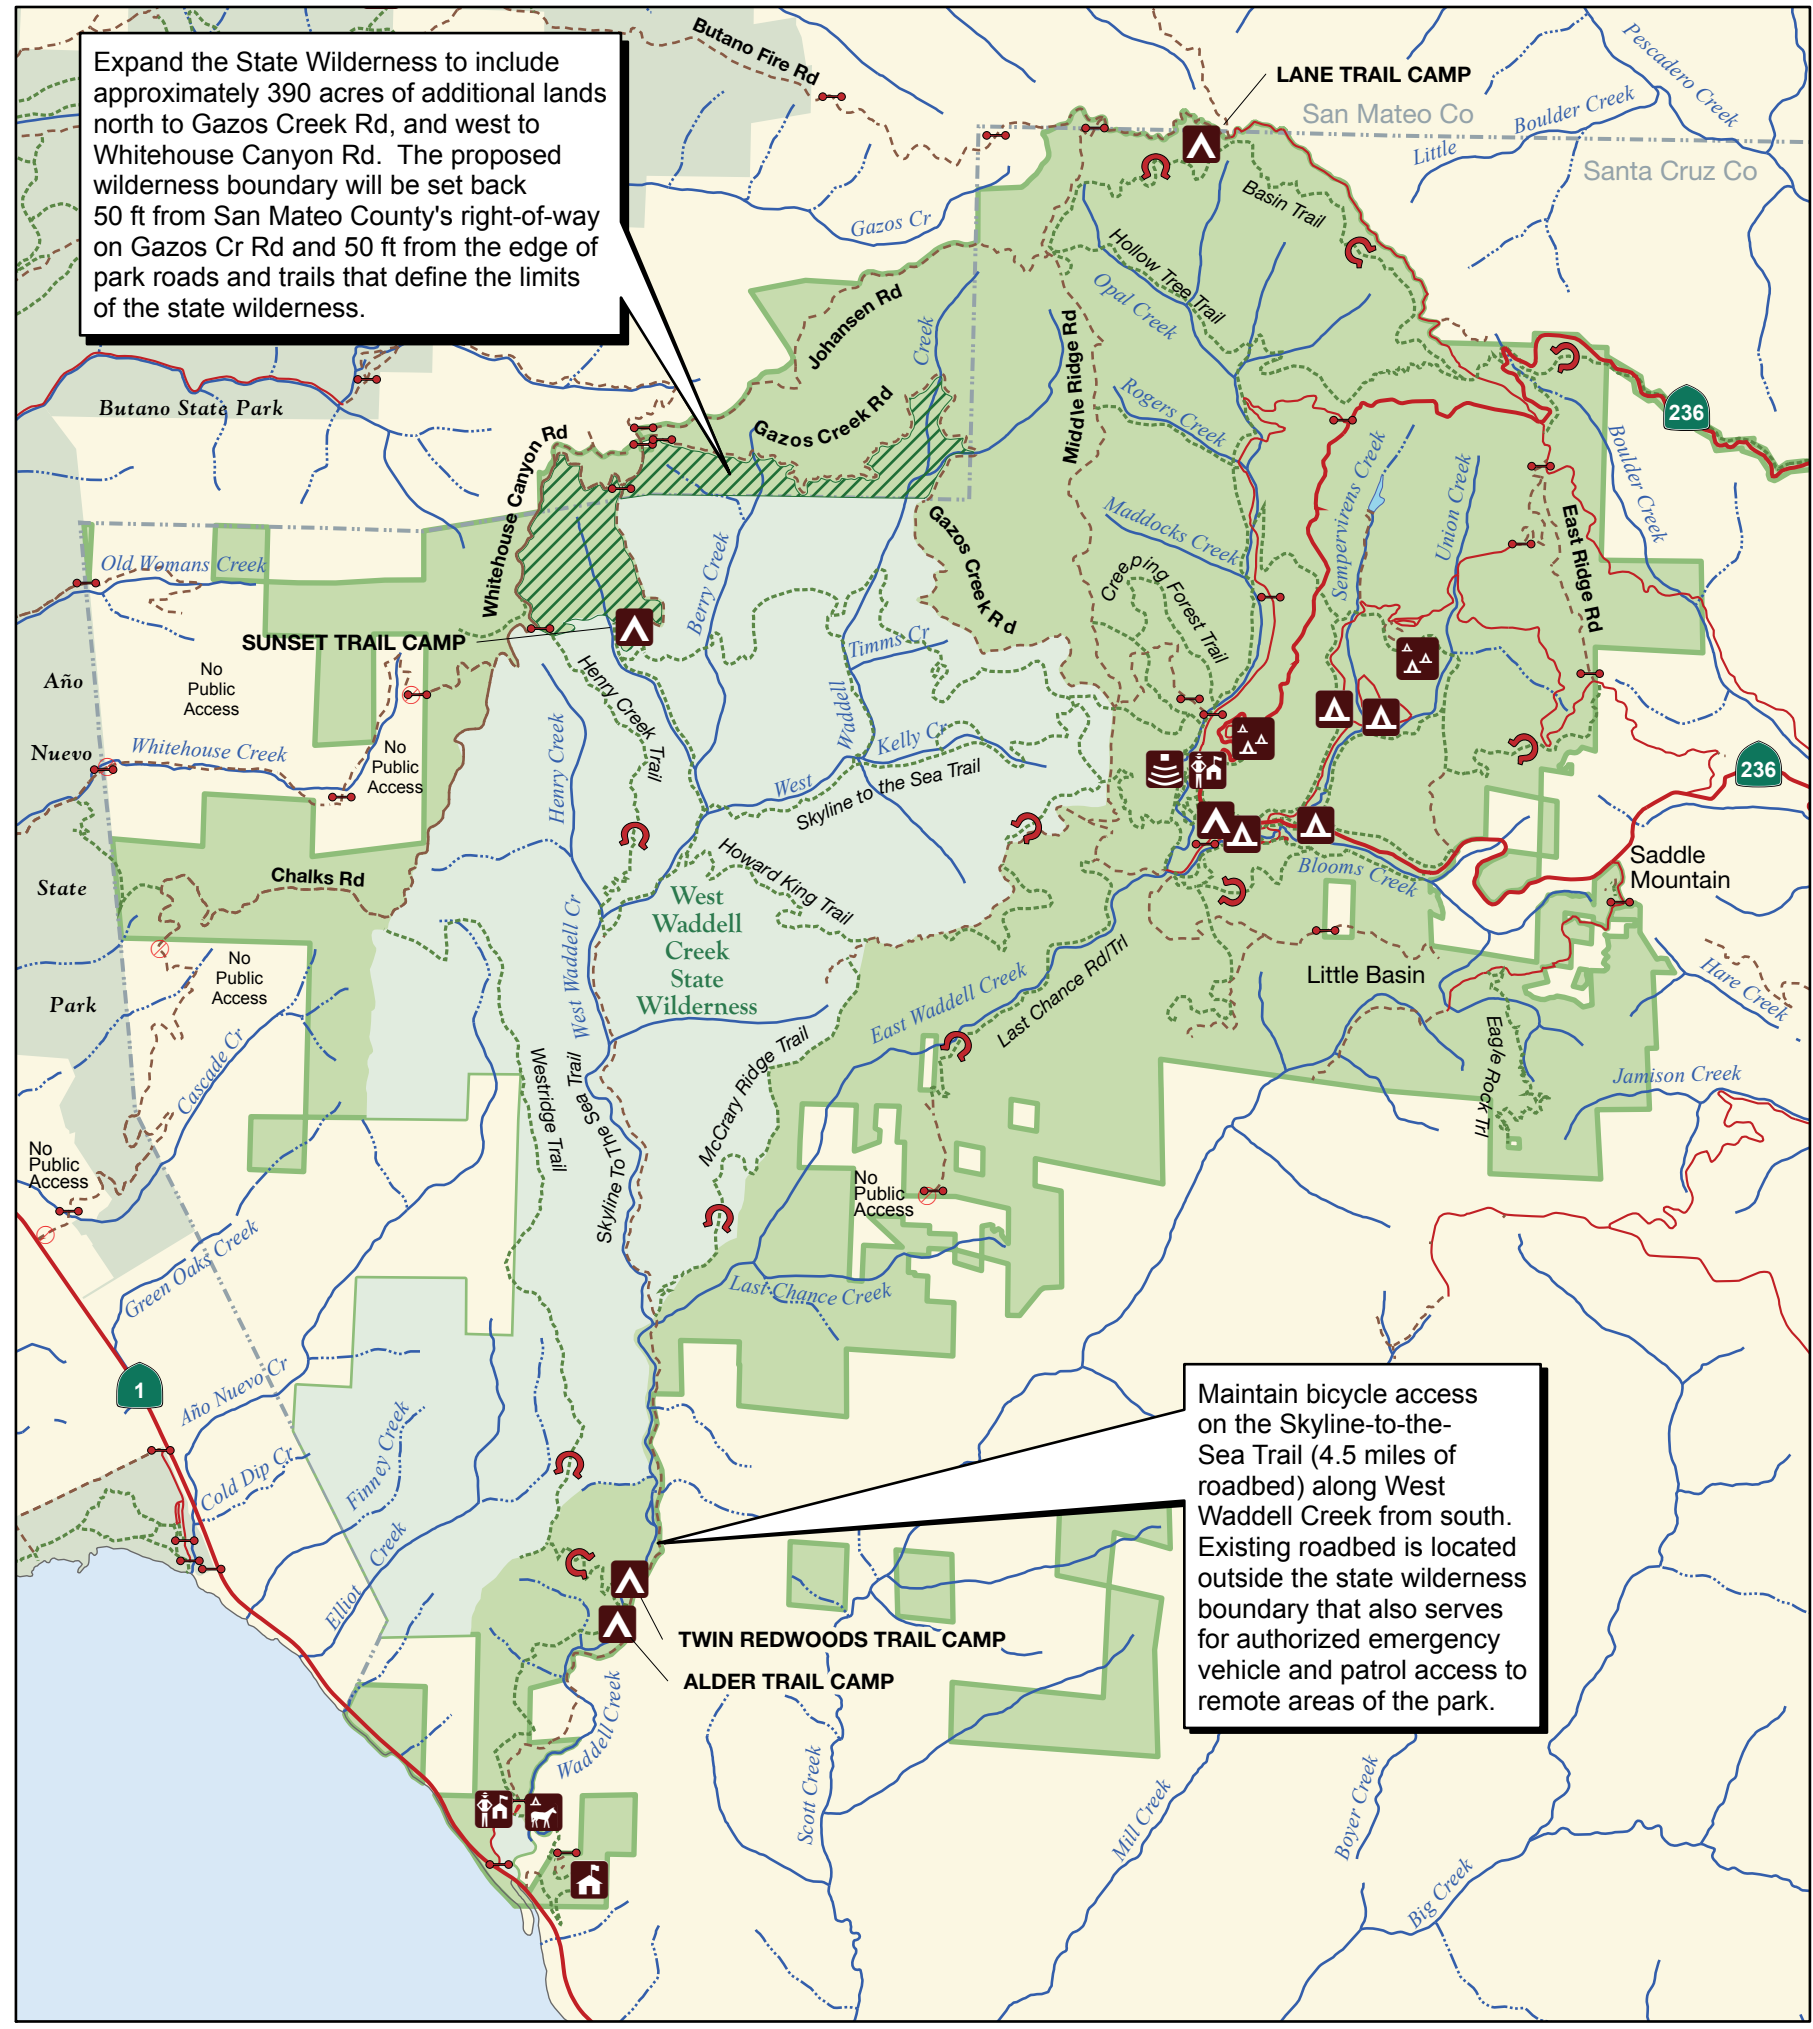 Expand the State Wilderness to include
approximately 390 acres of additional lands
north to Gazos Creek Rd, and west to
Whitehouse Canyon Rd.  The proposed
wilderness boundary will be set back
50 ft from San Mateo County's right-of-way
on Gazos Cr Rd and 50 ft from the edge of
park roads and trails that define the limits
of the state wilderness.
Butano Fire Rd
LANE TRAIL CAMP
San Mateo Co
Santa Cruz Co
Pescadero Creek
Little Boulder Creek
Gazos Cr
Basin Trail
Hollow Tree Trail
Opal Creek
Johansen Rd
Creek
Middle Ridge Rd
Butano State Park
Gazos Creek Rd
Rogers Creek
236
Whitehouse Canyon Rd
Sempervirens Creek
Union Creek
Boulder Creek
Maddocks Creek
East Ridge Rd
Gazos Creek Rd
Creeping Forest Trail
Old Womans Creek
Berry Creek
SUNSET TRAIL CAMP
Timms Cr
Henry Creek Trail
Año
Nuevo
State
Park
No
Public
Access
Whitehouse Creek
No
Public
Access
Henry Creek
West Waddell
Kelly Cr
Skyline to the Sea Trail
236
Saddle
Mountain
Blooms Creek
Howard King Trail
Chalks Rd
West
Waddell
Creek
State
Wilderness
West Waddell Cr
No
Public
Access
Little Basin
Hare Creek
East Waddell Creek
Last Chance Rd/Trl
Cascade Cr
Westridge Trail
Skyline To The Sea Trail
McCrary Ridge Trail
Eagle Rock Trl
Jamison Creek
No
Public
Access
No
Public
Access
Green Oaks Creek
Last Chance Creek
1
Año Nuevo Cr
Cold Dip Cr
Finney Creek
Elliot Creek
Maintain bicycle access
on the Skyline-to-the-
Sea Trail (4.5 miles of
roadbed) along West
Waddell Creek from south.
Existing roadbed is located
outside the state wilderness
boundary that also serves
for authorized emergency
vehicle and patrol access to
remote areas of the park.
TWIN REDWOODS TRAIL CAMP
ALDER TRAIL CAMP
Waddell Creek
Scott Creek
Mill Creek
Boyer Creek
Big Creek